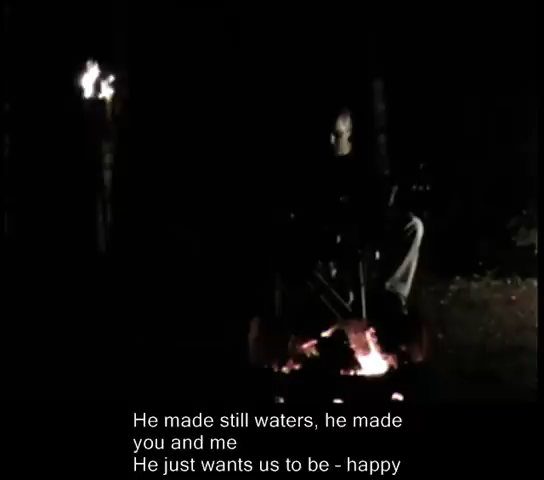 He made still waters, he made
you and me
He just wants us to be - happy